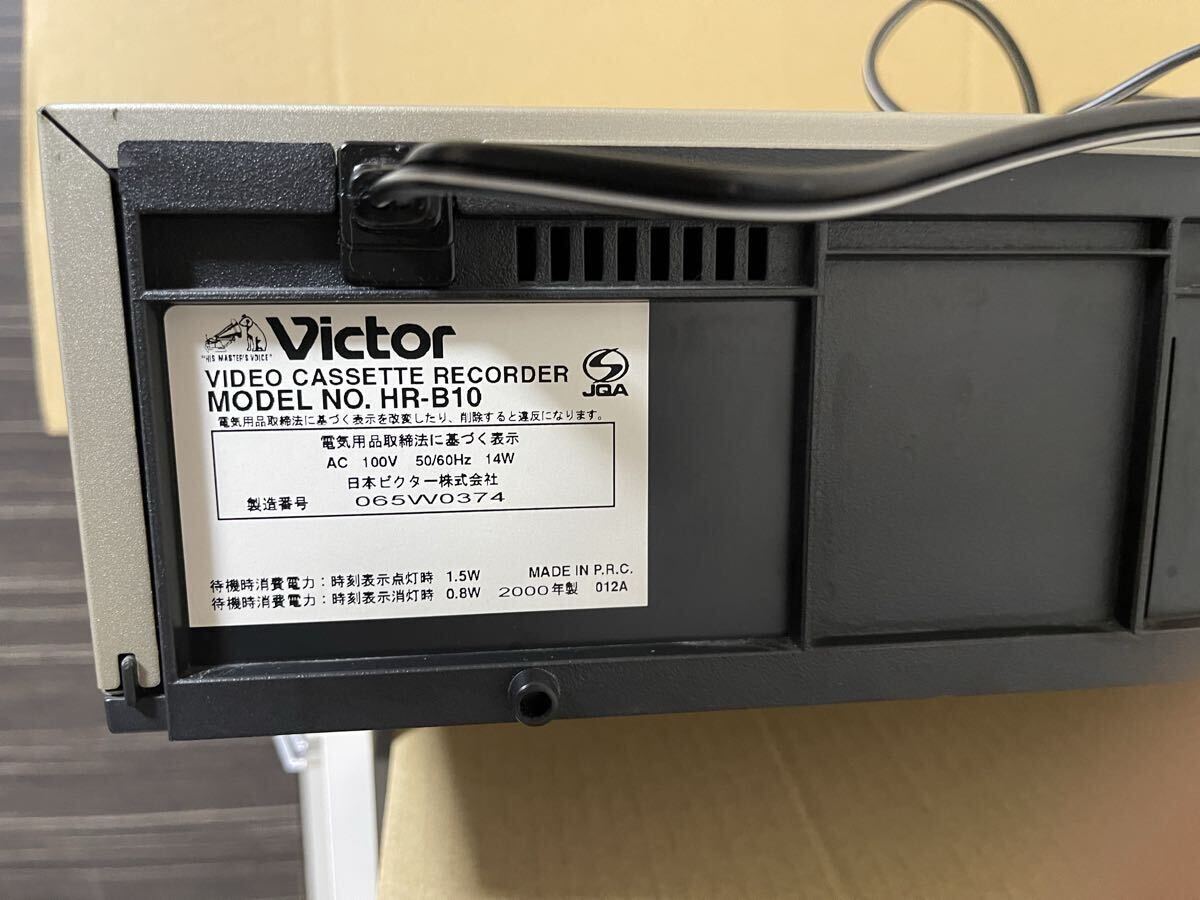 "HIS MASTER'S VOICE"
Victor
VIDEO CASSETTE RECORDER
JQA
MODEL NO. HR-B10
電気用品取締法に基づく表示を改変したり、削除すると違反になります。
電気用品取締法に基づく表示
AC 100V 50/60Hz 14W
日本ビクター株式会社
製造番号 065W0374
待機時消費電力：時刻表示点灯時 1.5W MADE IN P.R.C.
待機時消費電力：時刻表示消灯時 0.8W 2000年製 012A